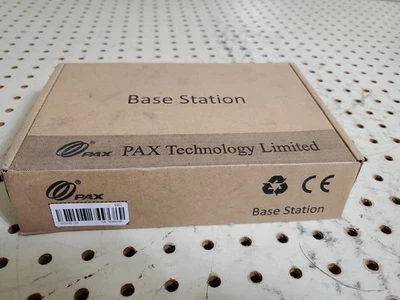 Base Station
PAX PAX Technology Limited
PAX
CE
Base Station